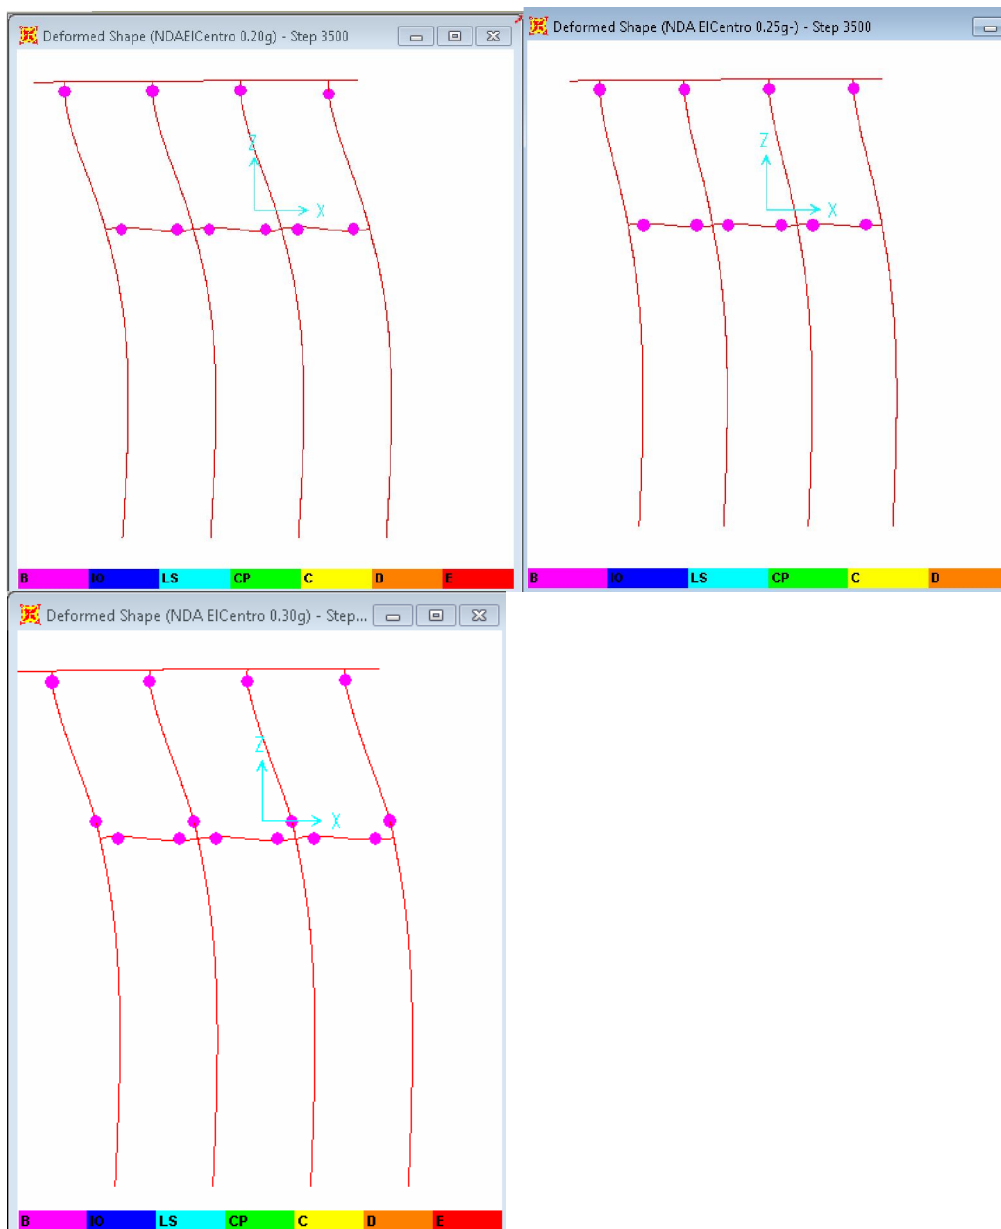 Deformed Shape (NDAElCentro 0.20g) - Step 3500
Z
X
B IO LS CP C D E
Deformed Shape (NDA ElCentro 0.25g-) - Step 3500
Z
X
B IO LS CP C D
Deformed Shape (NDA ElCentro 0.30g) - Step...
Z
X
B IO LS CP C D E